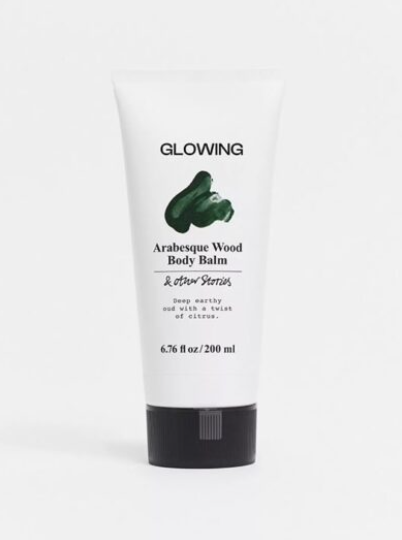 GLOWING
Arabesque Wood
Body Balm
& other Stories
Deep earthy
oud with a twist
of citrus.
6.76 fl oz / 200 ml